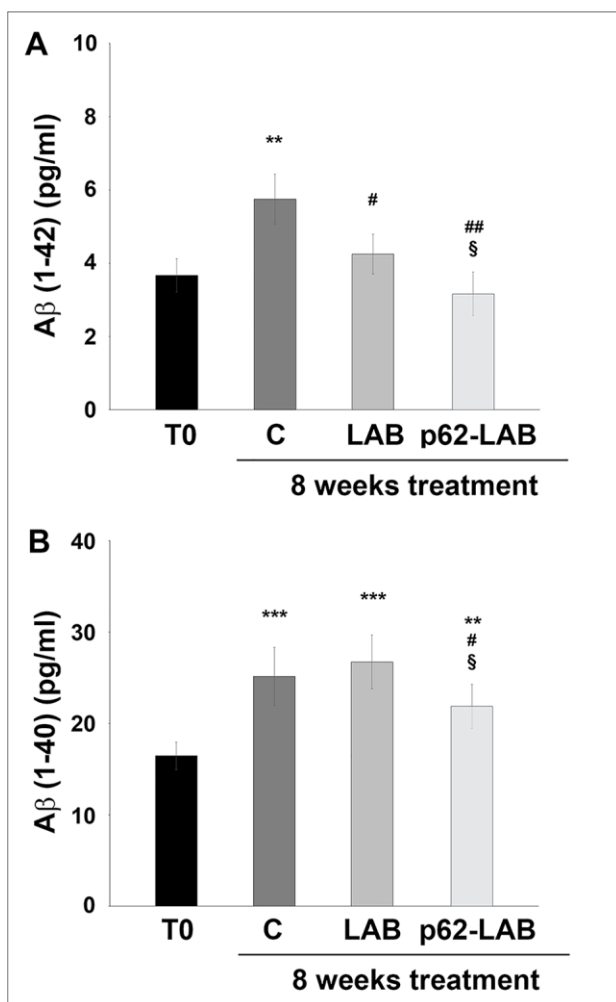 A
Aβ (1-42) (pg/ml)
10
8
6
4
2
0
**
#
##
§
T0 C LAB p62-LAB
8 weeks treatment
B
Aβ (1-40) (pg/ml)
40
30
20
10
0
***
***
**
#
§
T0 C LAB p62-LAB
8 weeks treatment